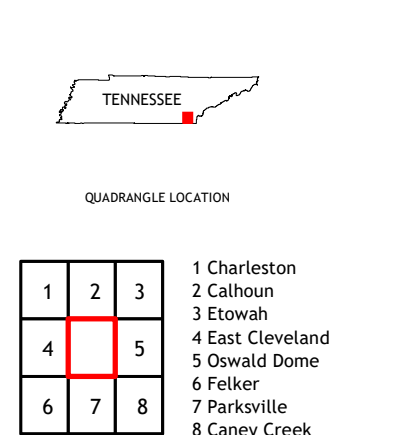 TENNESSEE
QUADRANGLE LOCATION
1 2 3
4 5
6 7 8
1 Charleston
2 Calhoun
3 Etowah
4 East Cleveland
5 Oswald Dome
6 Felker
7 Parksville
8 Caney Creek